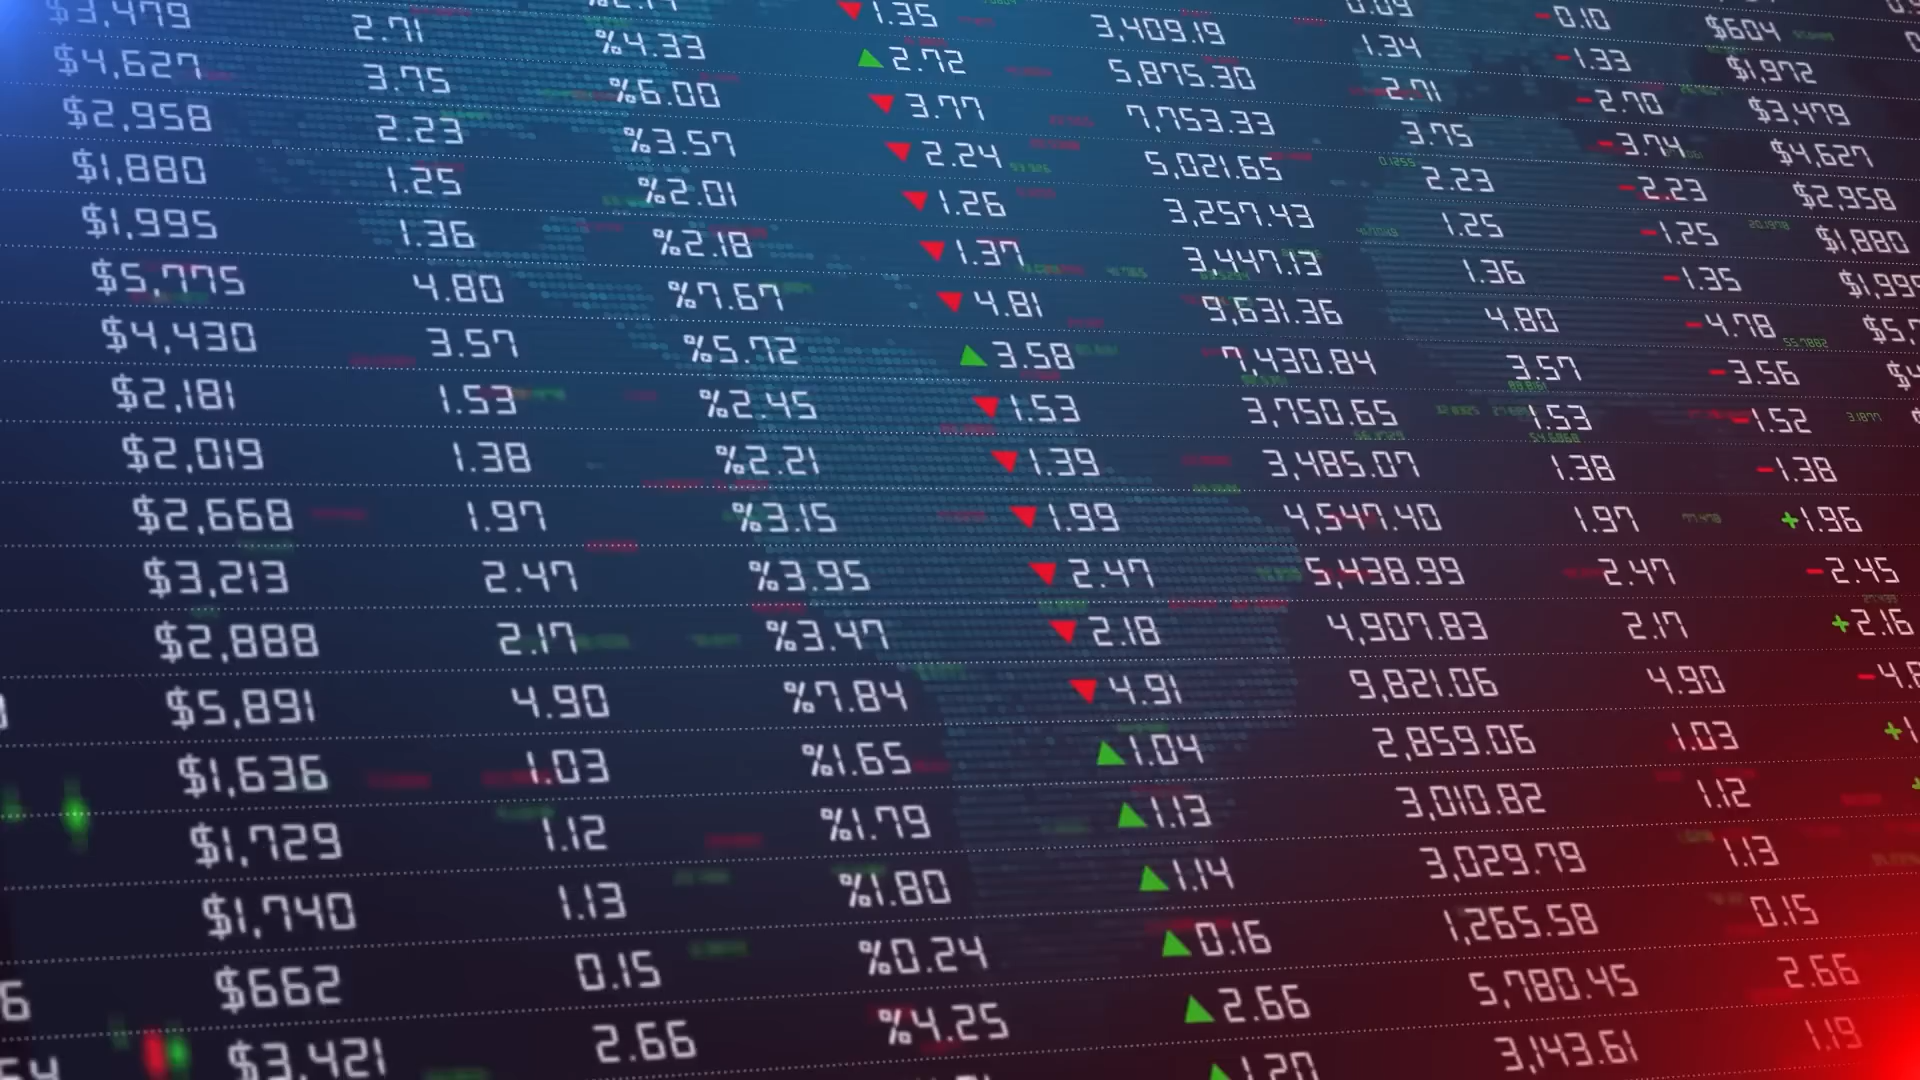 0.09 -0.10 $604
▼1.35 3,409.19 1.34 -1.33 $1,972
$3,479 2.71 %4.33 ▲2.72 5,875.30 2.71 -2.70 $3,479
$4,627 3.75 %6.00 ▼3.77 7,753.33 3.75 -3.74 $4,627
$2,958 2.23 %3.57 ▼2.24 5,021.65 2.23 -2.23 $2,958
$1,880 1.25 %2.01 ▼1.26 3,257.43 1.25 -1.25 $1,880
$1,995 1.36 %2.18 ▼1.37 3,447.13 1.36 -1.35 $1,995
$5,775 4.80 %7.67 ▼4.81 9,631.36 4.80 -4.78 $5,7
$4,430 3.57 %5.72 ▲3.58 7,430.84 3.57 -3.56 $4
$2,181 1.53 %2.45 ▼1.53 3,750.65 1.53 -1.52 $
$2,019 1.38 %2.21 ▼1.39 3,485.07 1.38 -1.38
$2,668 1.97 %3.15 ▼1.99 4,547.40 1.97 +1.96
$3,213 2.47 %3.95 ▼2.47 5,438.99 2.47 -2.45
$2,888 2.17 %3.47 ▼2.18 4,907.83 2.17 +2.16
$5,891 4.90 %7.84 ▼4.91 9,821.06 4.90 -4.8
$1,636 1.03 %1.65 ▲1.04 2,859.06 1.03 +1
$1,729 1.12 %1.79 ▲1.13 3,010.82 1.12
$1,740 1.13 %1.80 ▲1.14 3,029.79 1.13
$662 0.15 %0.24 ▲0.16 1,265.58 0.15
6 $3,421 2.66 %4.25 ▲2.66 5,780.45 2.66
▲1.20 3,143.61 1.19